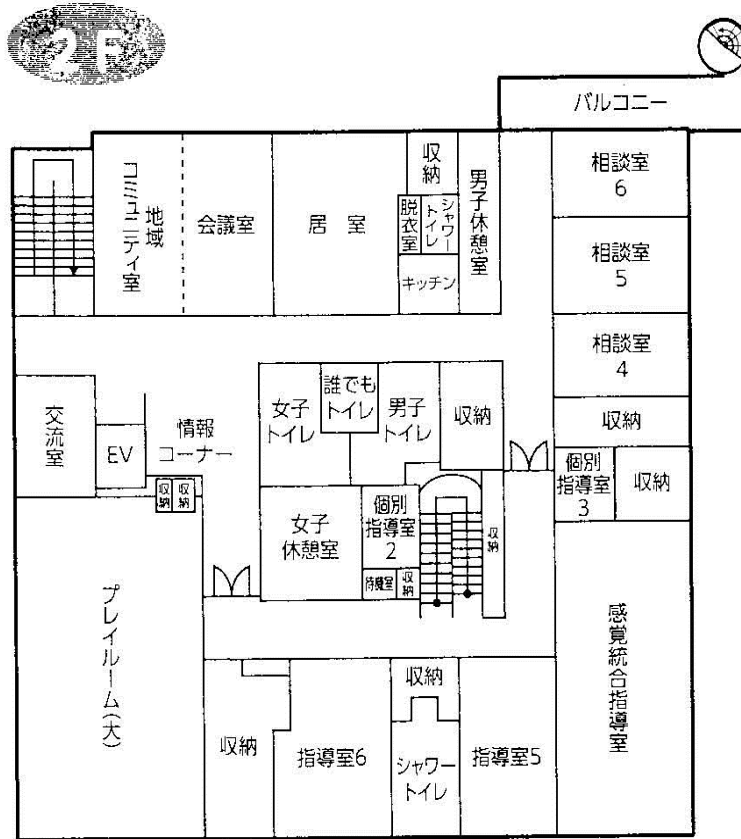 2F
バルコニー
地域
コミュニティ室
会議室
居 室
収納
脱衣室
シャワー
トイレ
キッチン
男子休憩室
相談室
6
相談室
5
相談室
4
収納
個別
指導室
3
収納
交流室
EV
情報
コーナー
収納
収納
女子
トイレ
誰でも
トイレ
男子
トイレ
収納
女子
休憩室
個別
指導室
2
待機室
収納
収納
プレイルーム(大)
収納
指導室6
収納
シャワー
トイレ
指導室5
感覚統合指導室